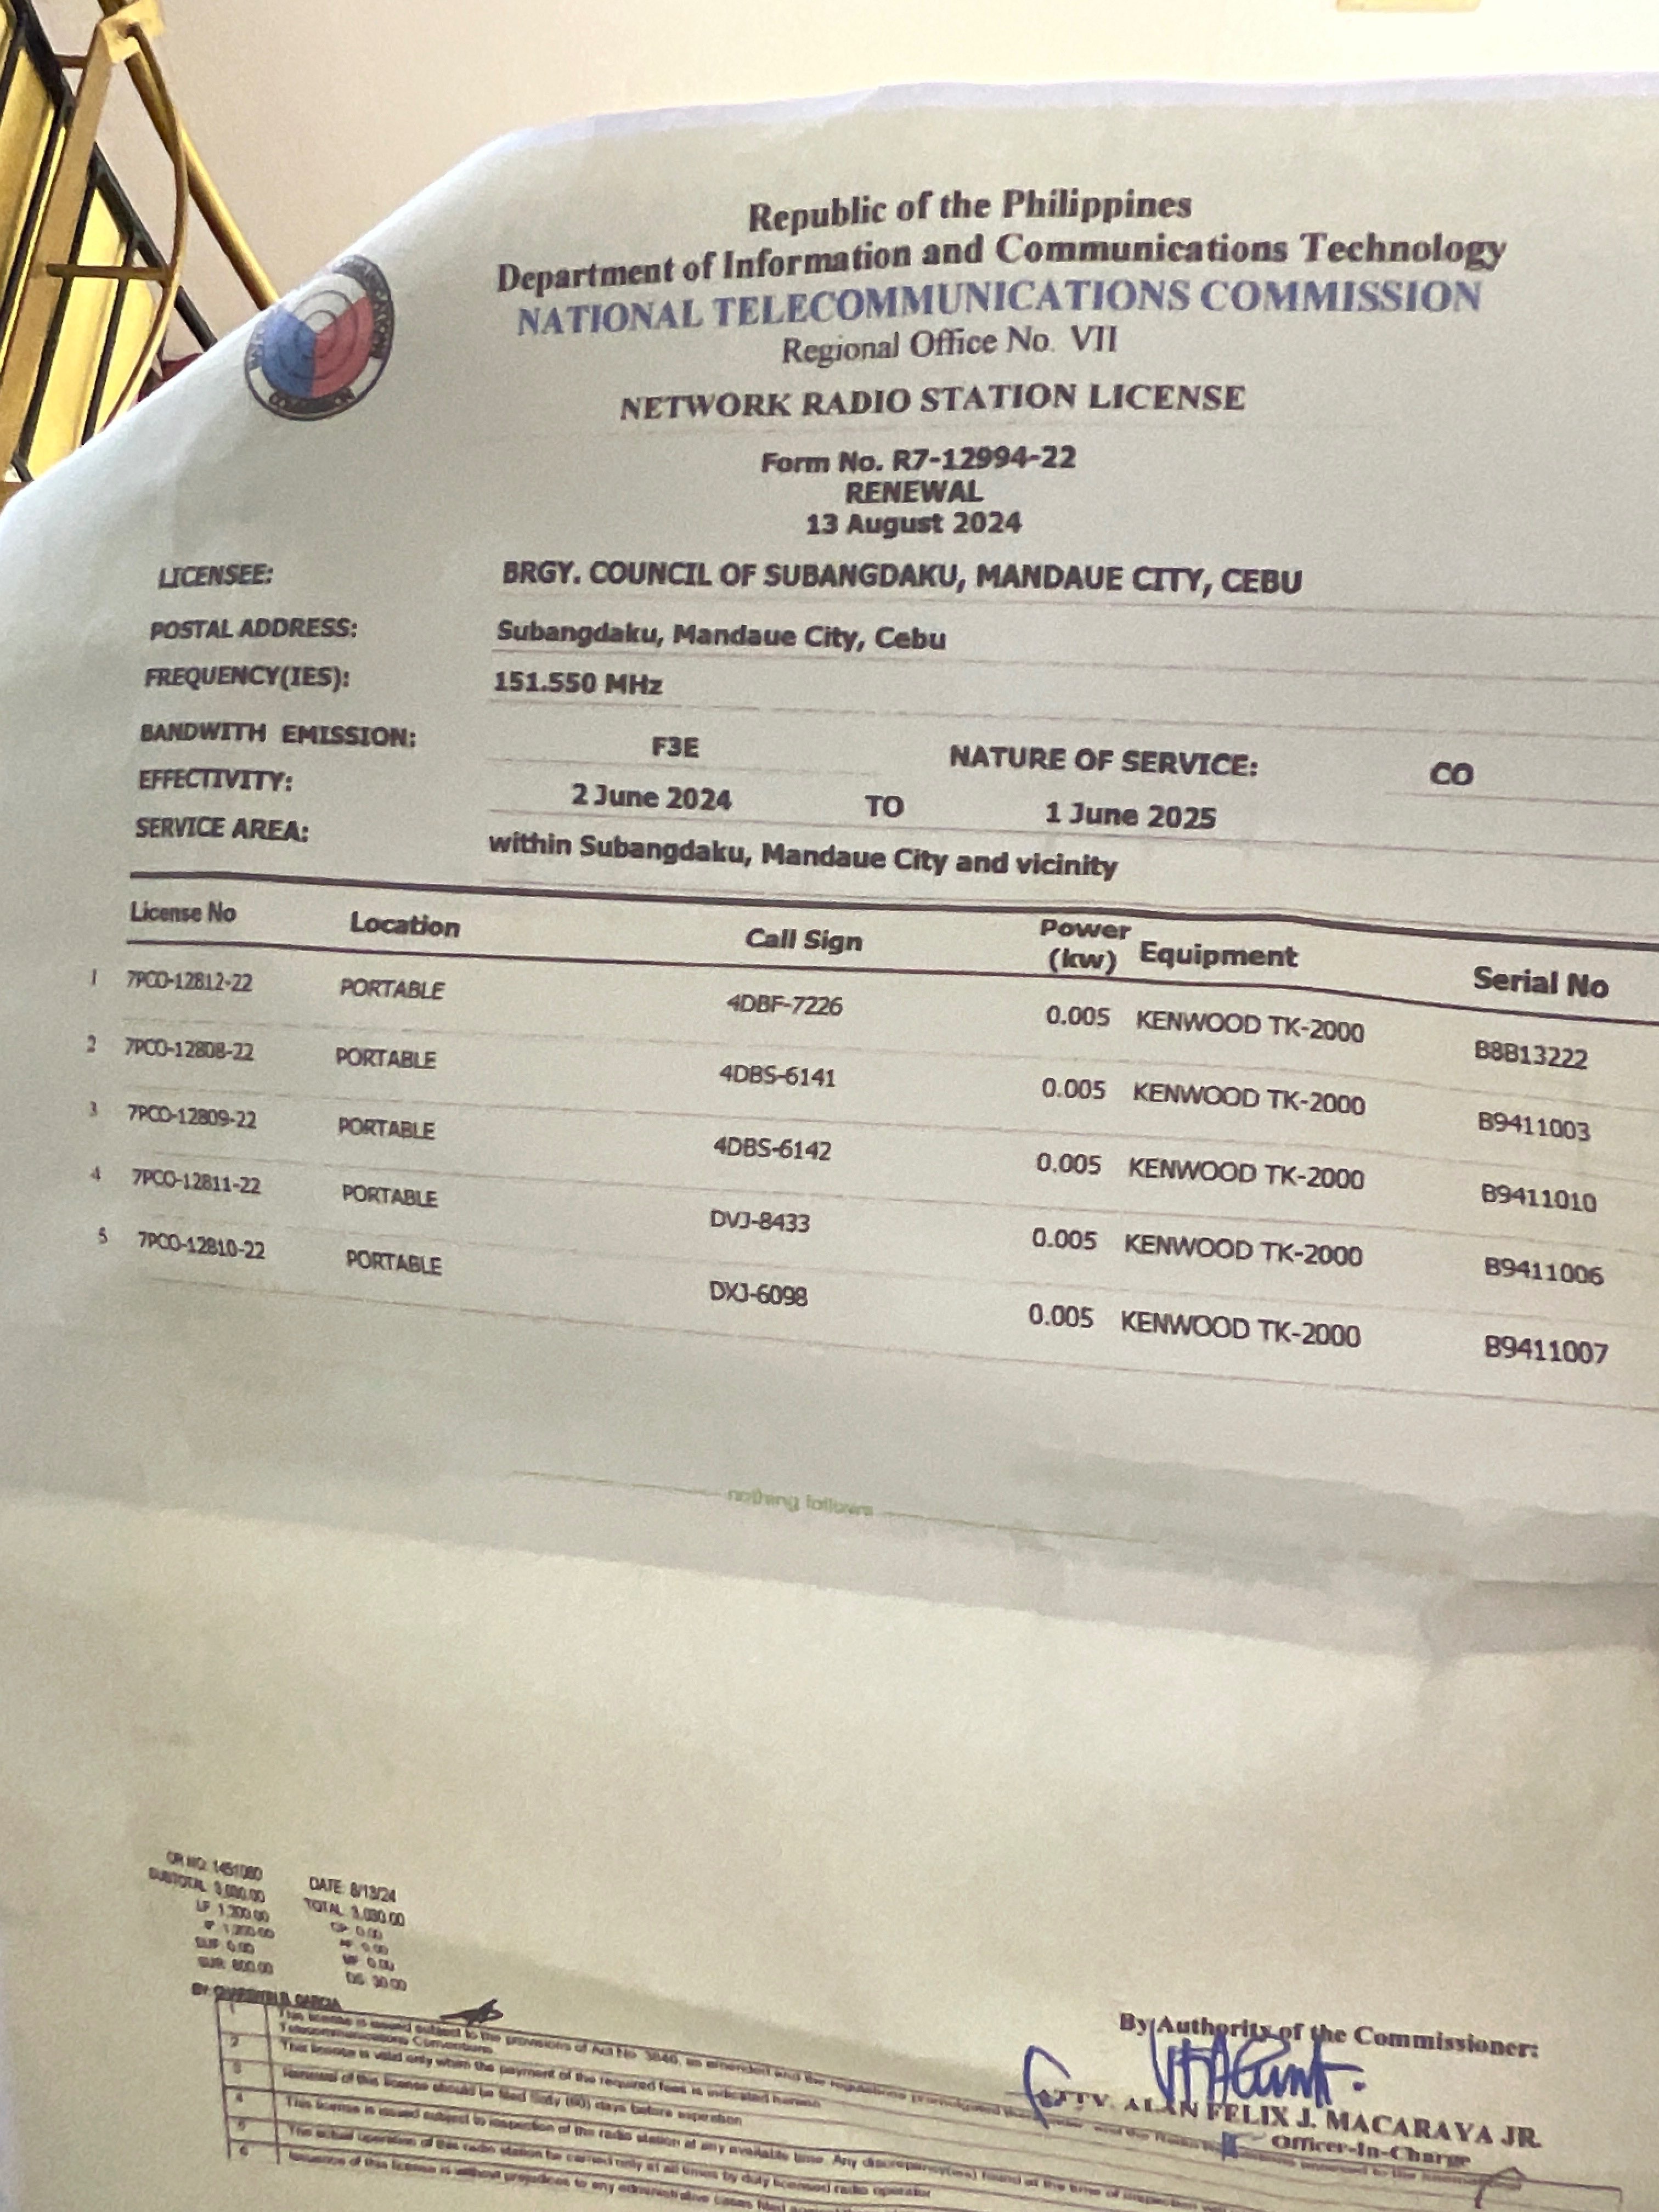 Republic of the Philippines
Department of Information and Communications Technology
NATIONAL TELECOMMUNICATIONS COMMISSION
Regional Office No. VII
NETWORK RADIO STATION LICENSE
Form No. R7-12994-22
RENEWAL
13 August 2024
LICENSEE: BRGY. COUNCIL OF SUBANGDAKU, MANDAUE CITY, CEBU
POSTAL ADDRESS: Subangdaku, Mandaue City, Cebu
FREQUENCY(IES): 151.550 MHz
BANDWITH EMISSION: F3E NATURE OF SERVICE: CO
EFFECTIVITY: 2 June 2024 TO 1 June 2025
SERVICE AREA: within Subangdaku, Mandaue City and vicinity
License No Location Call Sign Power (kw) Equipment Serial No
1 7PCO-12812-22 PORTABLE 4DBF-7226 0.005 KENWOOD TK-2000 B8B13222
2 7PCO-12808-22 PORTABLE 4DBS-6141 0.005 KENWOOD TK-2000 B9411003
3 7PCO-12809-22 PORTABLE 4DBS-6142 0.005 KENWOOD TK-2000 B9411010
4 7PCO-12811-22 PORTABLE DVJ-8433 0.005 KENWOOD TK-2000 B9411006
5 7PCO-12810-22 PORTABLE DXJ-6098 0.005 KENWOOD TK-2000 B9411007
nothing follows
OR NO: 1451080 DATE: 8/13/24
SUBTOTAL: 3,030.00 TOTAL: 3,030.00
LF: 1,200.00 0.00
1,200.00 0.00
SUF: 0.00 0.00
SUR: 600.00 DS: 30.00
BY: GARCIA
By Authority of the Commissioner:
ATTY. ALAN FELIX J. MACARAYA JR.
Officer-In-Charge
1 This license is issued subject to the provisions of Act No. 3846, as amended and the regulations
Telecommunications Conventions
2 This license is valid only when the payment of the required fees is indicated hereon
3 Renewal of this license should be filed Sixty (60) days before expiration
4 This license is issued subject to inspection of the radio station at any available time. Any found at the time of inspection
5 The actual operation of this radio station be carried only at all times by duly licensed radio operator
6 Issuance of this license is without prejudices to any administrative cases filed